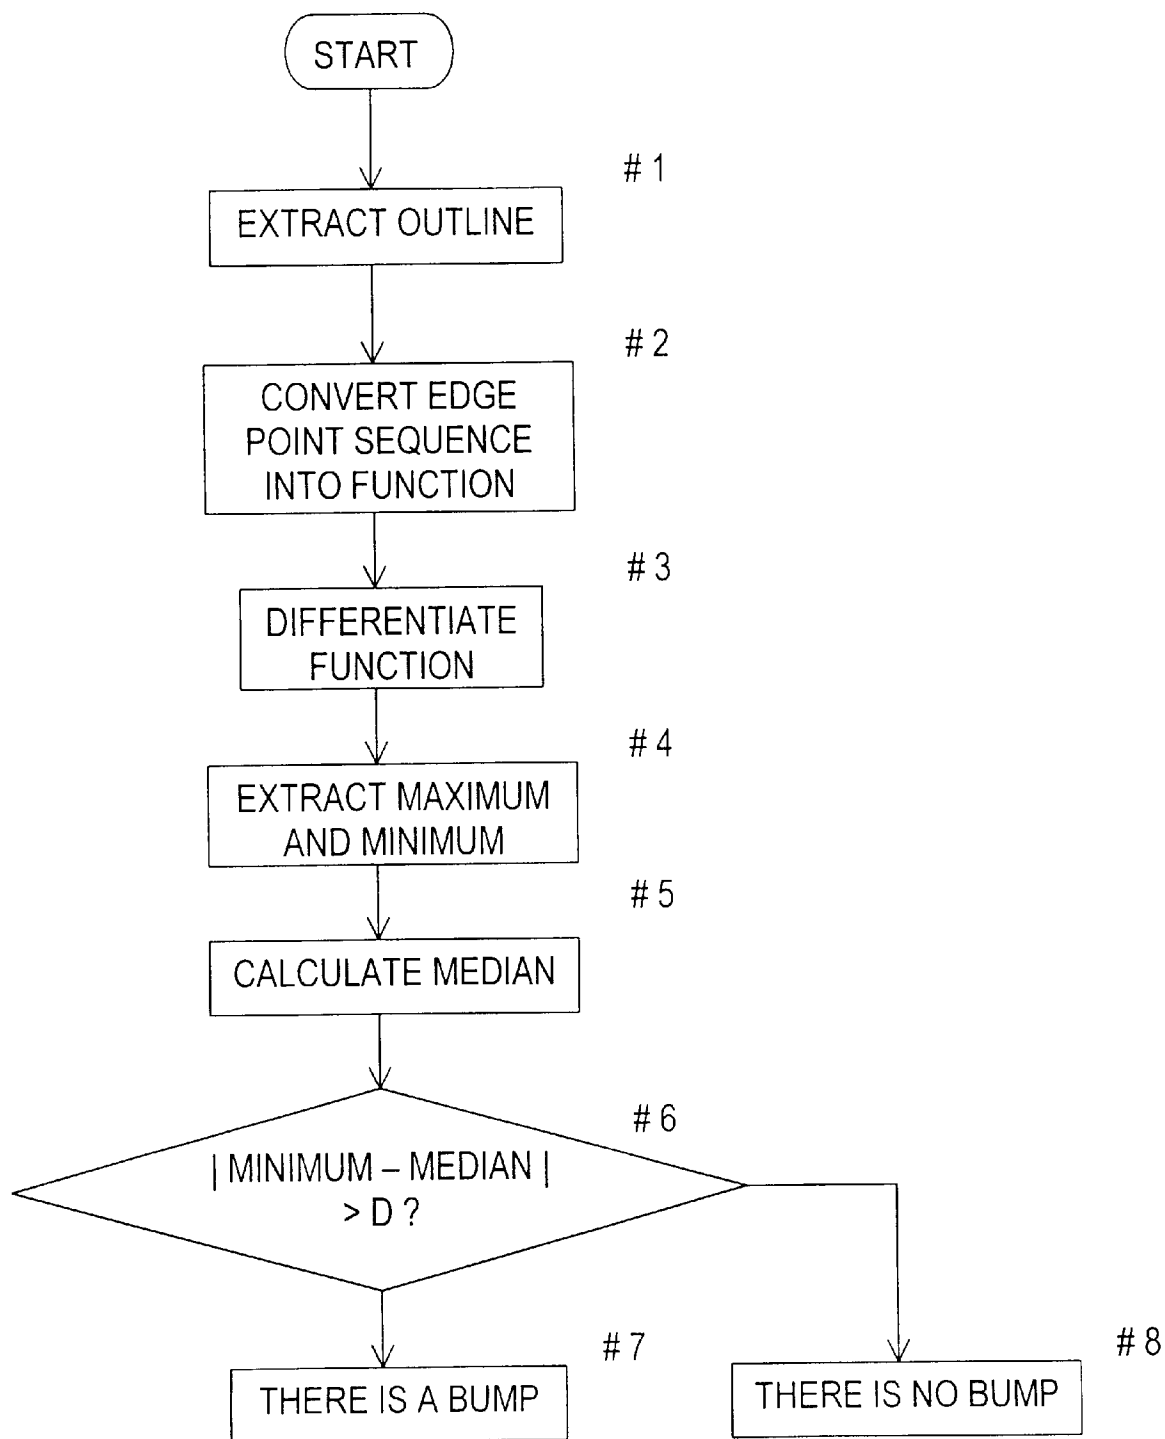 START
# 1
EXTRACT OUTLINE
# 2
CONVERT EDGE
POINT SEQUENCE
INTO FUNCTION
# 3
DIFFERENTIATE
FUNCTION
# 4
EXTRACT MAXIMUM
AND MINIMUM
# 5
CALCULATE MEDIAN
# 6
| MINIMUM – MEDIAN |
> D ?
# 7
THERE IS A BUMP
# 8
THERE IS NO BUMP